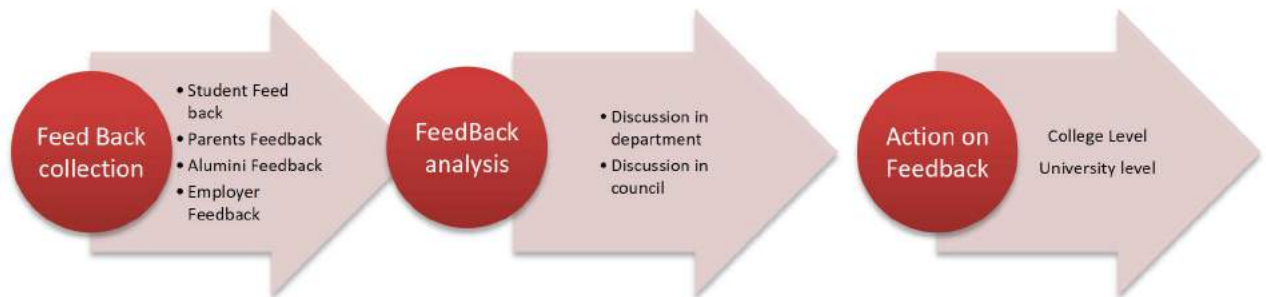 Feed Back
collection
• Student Feed
back
• Parents Feedback
• Alumini Feedback
• Employer
Feedback
FeedBack
analysis
• Discussion in
department
• Discussion in
council
Action on
Feedback
College Level
University level